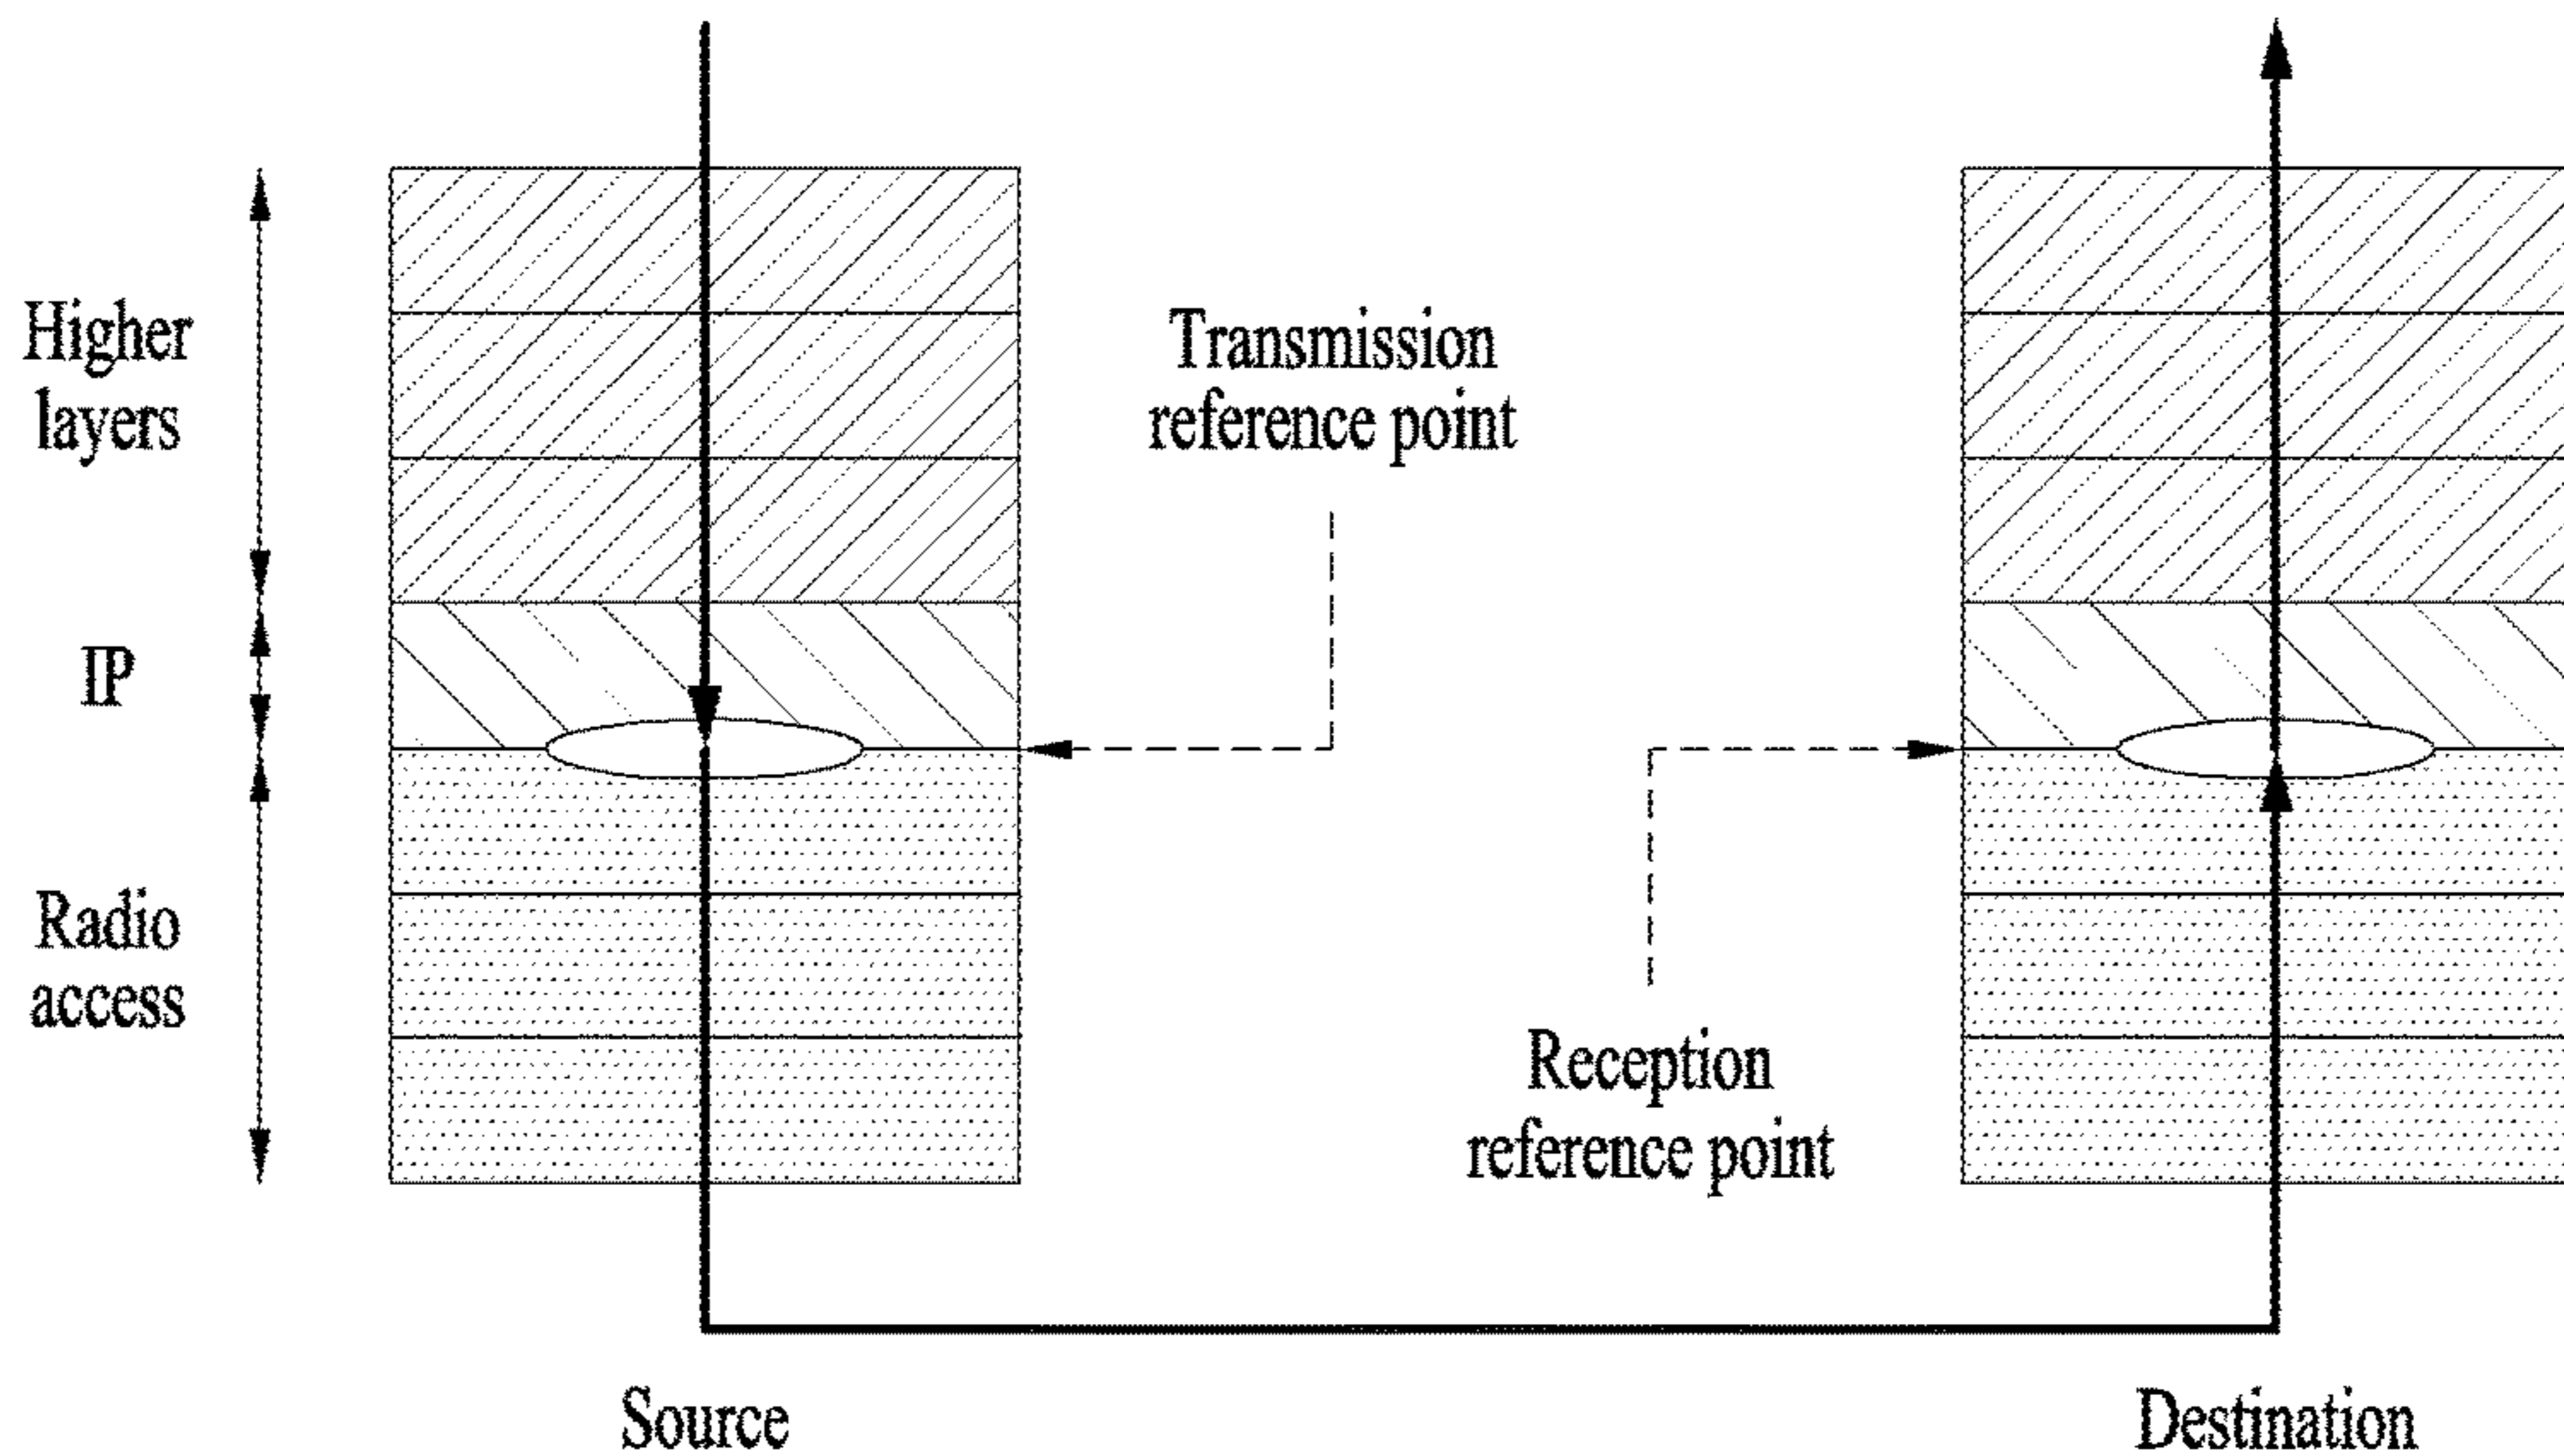 Higher
layers
Transmission
reference point
IP
Radio
access
Reception
reference point
Source
Destination